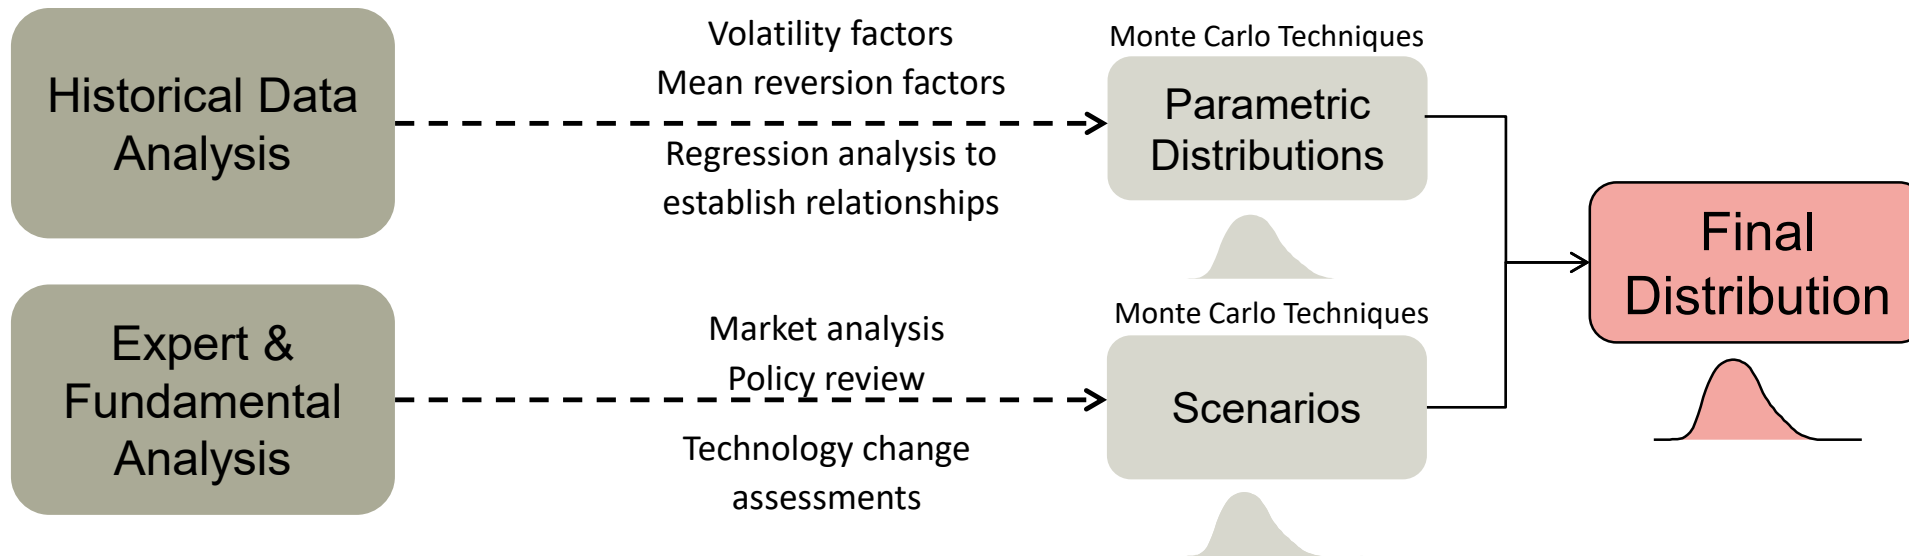 Historical Data
Analysis
Volatility factors
Mean reversion factors
Regression analysis to
establish relationships
Monte Carlo Techniques
Parametric
Distributions
Expert &
Fundamental
Analysis
Market analysis
Policy review
Technology change
assessments
Monte Carlo Techniques
Scenarios
Final
Distribution